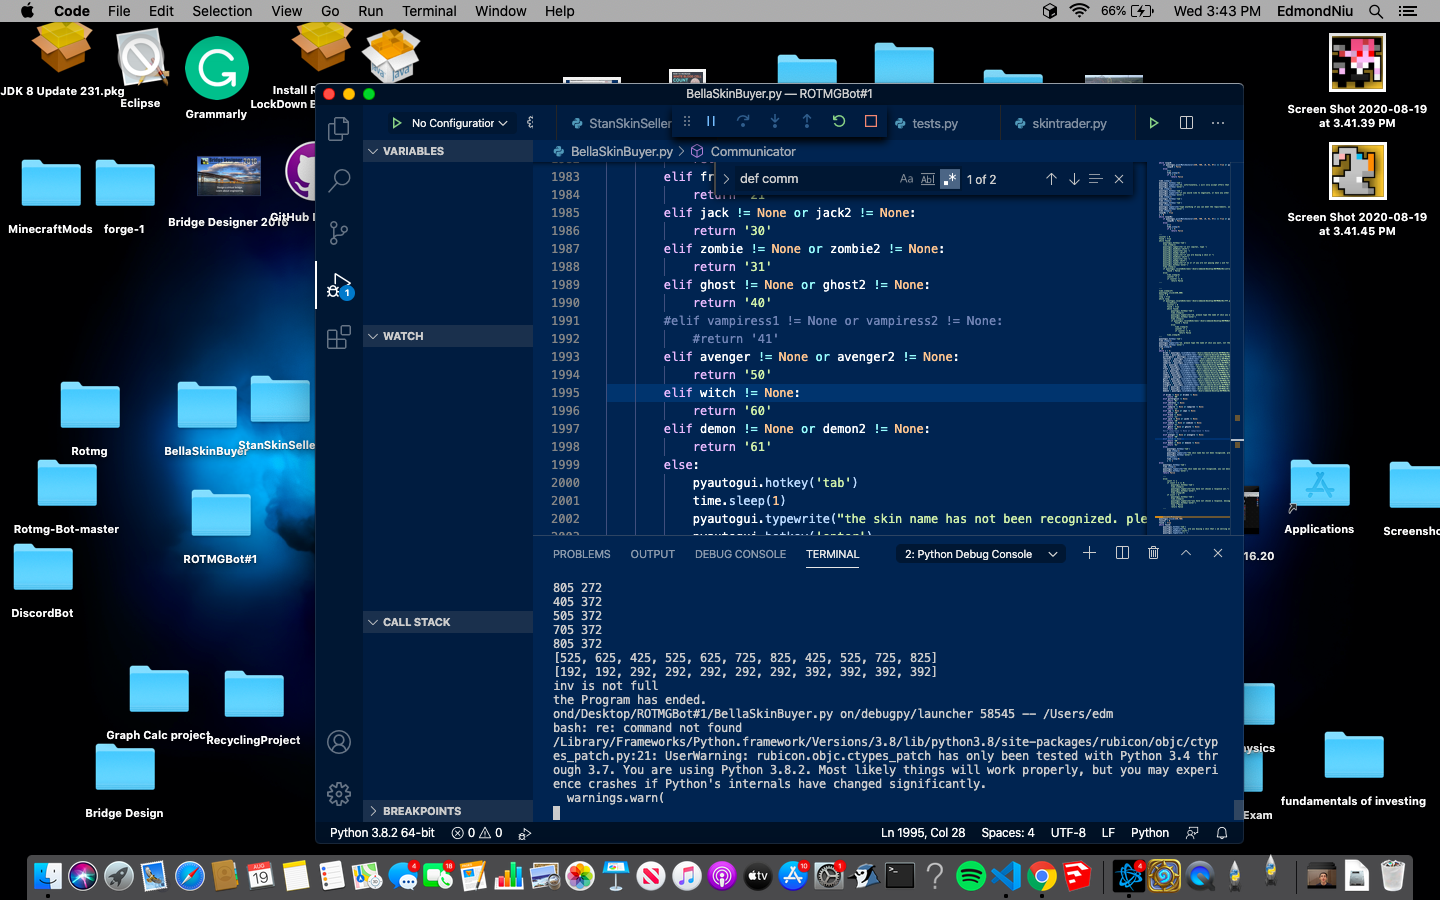 Code File Edit Selection View Go Run Terminal Window Help 66% Wed 3:43 PM EdmondNiu
JDK 8 Update 231.pkg
Eclipse
Grammarly
MinecraftMods
forge-1
Rotmg
BellaSkinBuyer
Rotmg-Bot-master
ROTMGBot#1
DiscordBot
Graph Calc project
RecyclingProject
Bridge Design
BellaSkinBuyer.py — ROTMGBot#1
No Configuration
StanSkinSeller
tests.py
skintrader.py
VARIABLES
BellaSkinBuyer.py > Communicator
def comm
Aa
Abl
.*
1 of 2
1983 elif fr
1984 return '21'
1985 elif jack != None or jack2 != None:
1986 return '30'
1987 elif zombie != None or zombie2 != None:
1988 return '31'
1989 elif ghost != None or ghost2 != None:
1990 return '40'
1991 #elif vampiress1 != None or vampiress2 != None:
1992 #return '41'
1993 elif avenger != None or avenger2 != None:
1994 return '50'
1995 elif witch != None:
1996 return '60'
1997 elif demon != None or demon2 != None:
1998 return '61'
1999 else:
2000 pyautogui.hotkey('tab')
2001 time.sleep(1)
2002 pyautogui.typewrite("the skin name has not been recognized. ple
WATCH
CALL STACK
BREAKPOINTS
1
PROBLEMS OUTPUT DEBUG CONSOLE TERMINAL 2: Python Debug Console
805 272
405 372
505 372
705 372
805 372
[525, 625, 425, 525, 625, 725, 825, 425, 525, 725, 825]
[192, 192, 292, 292, 292, 292, 292, 392, 392, 392, 392]
inv is not full
the Program has ended.
ond/Desktop/ROTMGBot#1/BellaSkinBuyer.py on/debugpy/launcher 58545 -- /Users/edm
bash: re: command not found
/Library/Frameworks/Python.framework/Versions/3.8/lib/python3.8/site-packages/rubicon/objc/ctyp
es_patch.py:21: UserWarning: rubicon.objc.ctypes_patch has only been tested with Python 3.4 thr
ough 3.7. You are using Python 3.8.2. Most likely things will work properly, but you may experi
ence crashes if Python's internals have changed significantly.
warnings.warn(
Python 3.8.2 64-bit 0 0 Ln 1995, Col 28 Spaces: 4 UTF-8 LF Python
Screen Shot 2020-08-19
at 3.41.39 PM
Screen Shot 2020-08-19
at 3.41.45 PM
Applications
16.20
Exam
fundamentals of investing
AUG
19
4
18
tv
10
1
4